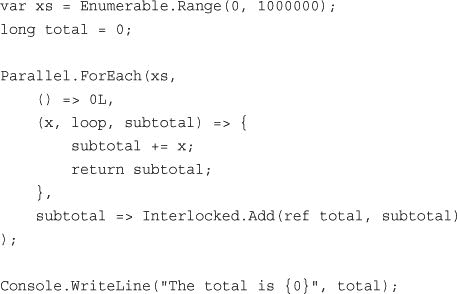 var xs = Enumerable.Range(0, 1000000);
long total = 0;

Parallel.ForEach(xs,
    () => 0L,
    (x, loop, subtotal) => {
        subtotal += x;
        return subtotal;
    },
    subtotal => Interlocked.Add(ref total, subtotal)
);

Console.WriteLine("The total is {0}", total);